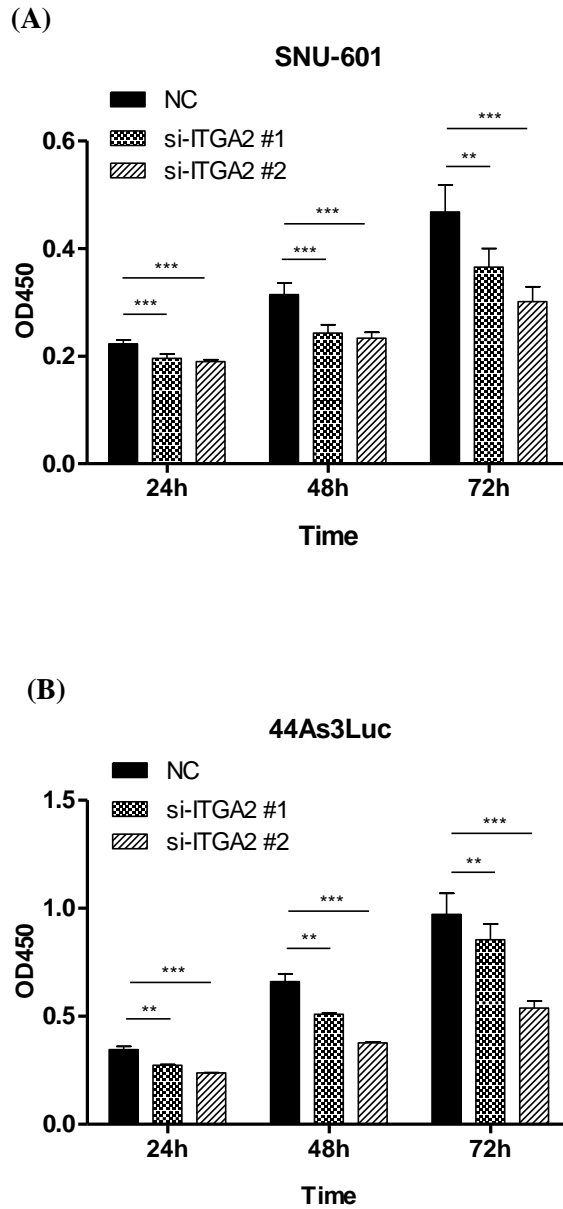 (A)
SNU-601
NC
si-ITGA2 #1
si-ITGA2 #2
OD450
0.6
0.4
0.2
0.0
***
***
***
***
***
**
24h 48h 72h
Time
(B)
44As3Luc
NC
si-ITGA2 #1
si-ITGA2 #2
OD450
1.5
1.0
0.5
0.0
***
**
***
**
***
**
24h 48h 72h
Time